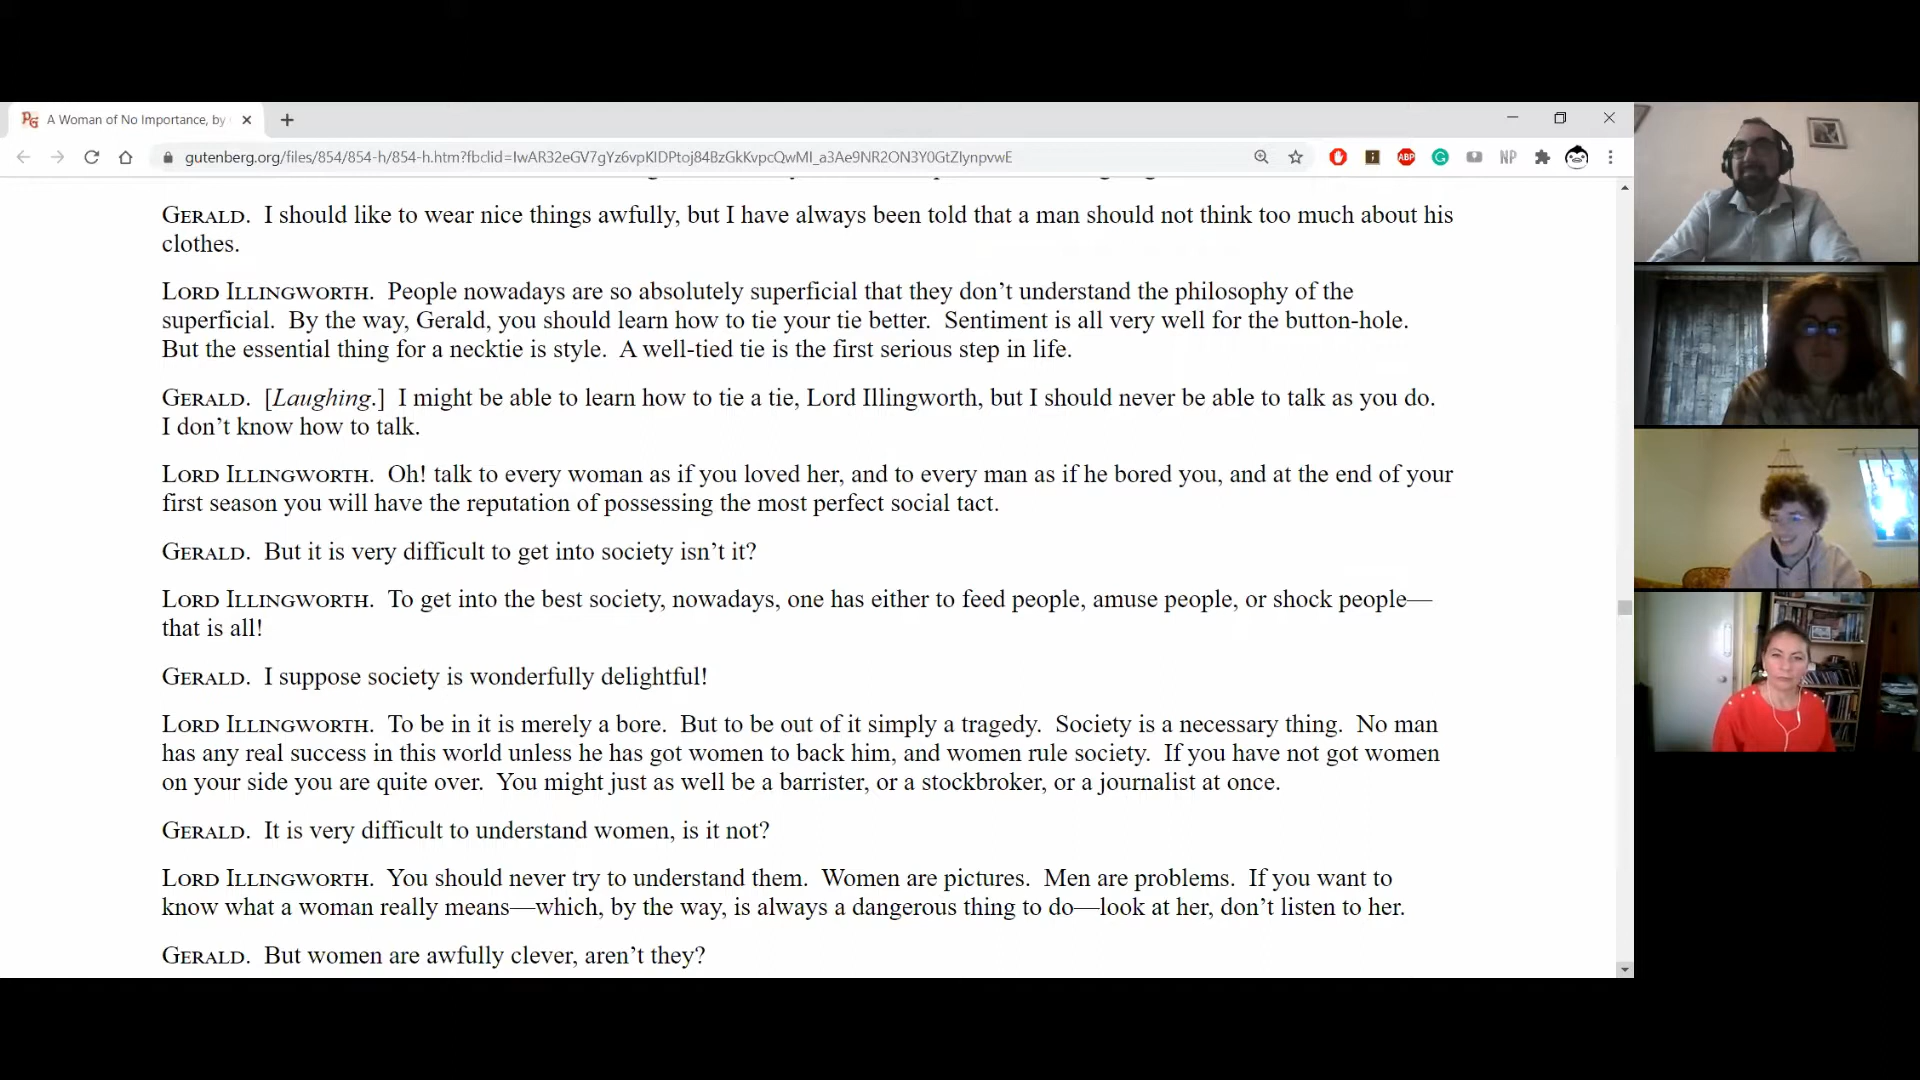 A Woman of No Importance, by
gutenberg.org/files/854/854-h/854-h.htm?fbclid=IwAR32eGV7gYz6vpKIDPtoj84BzGkKvpcQwMI_a3Ae9NR2ON3Y0GtZlynpvwE
ABP
NP
GERALD. I should like to wear nice things awfully, but I have always been told that a man should not think too much about his
clothes.
LORD ILLINGWORTH. People nowadays are so absolutely superficial that they don’t understand the philosophy of the
superficial. By the way, Gerald, you should learn how to tie your tie better. Sentiment is all very well for the button-hole.
But the essential thing for a necktie is style. A well-tied tie is the first serious step in life.
GERALD. [Laughing.] I might be able to learn how to tie a tie, Lord Illingworth, but I should never be able to talk as you do.
I don’t know how to talk.
LORD ILLINGWORTH. Oh! talk to every woman as if you loved her, and to every man as if he bored you, and at the end of your
first season you will have the reputation of possessing the most perfect social tact.
GERALD. But it is very difficult to get into society isn’t it?
LORD ILLINGWORTH. To get into the best society, nowadays, one has either to feed people, amuse people, or shock people—
that is all!
GERALD. I suppose society is wonderfully delightful!
LORD ILLINGWORTH. To be in it is merely a bore. But to be out of it simply a tragedy. Society is a necessary thing. No man
has any real success in this world unless he has got women to back him, and women rule society. If you have not got women
on your side you are quite over. You might just as well be a barrister, or a stockbroker, or a journalist at once.
GERALD. It is very difficult to understand women, is it not?
LORD ILLINGWORTH. You should never try to understand them. Women are pictures. Men are problems. If you want to
know what a woman really means—which, by the way, is always a dangerous thing to do—look at her, don’t listen to her.
GERALD. But women are awfully clever, aren’t they?